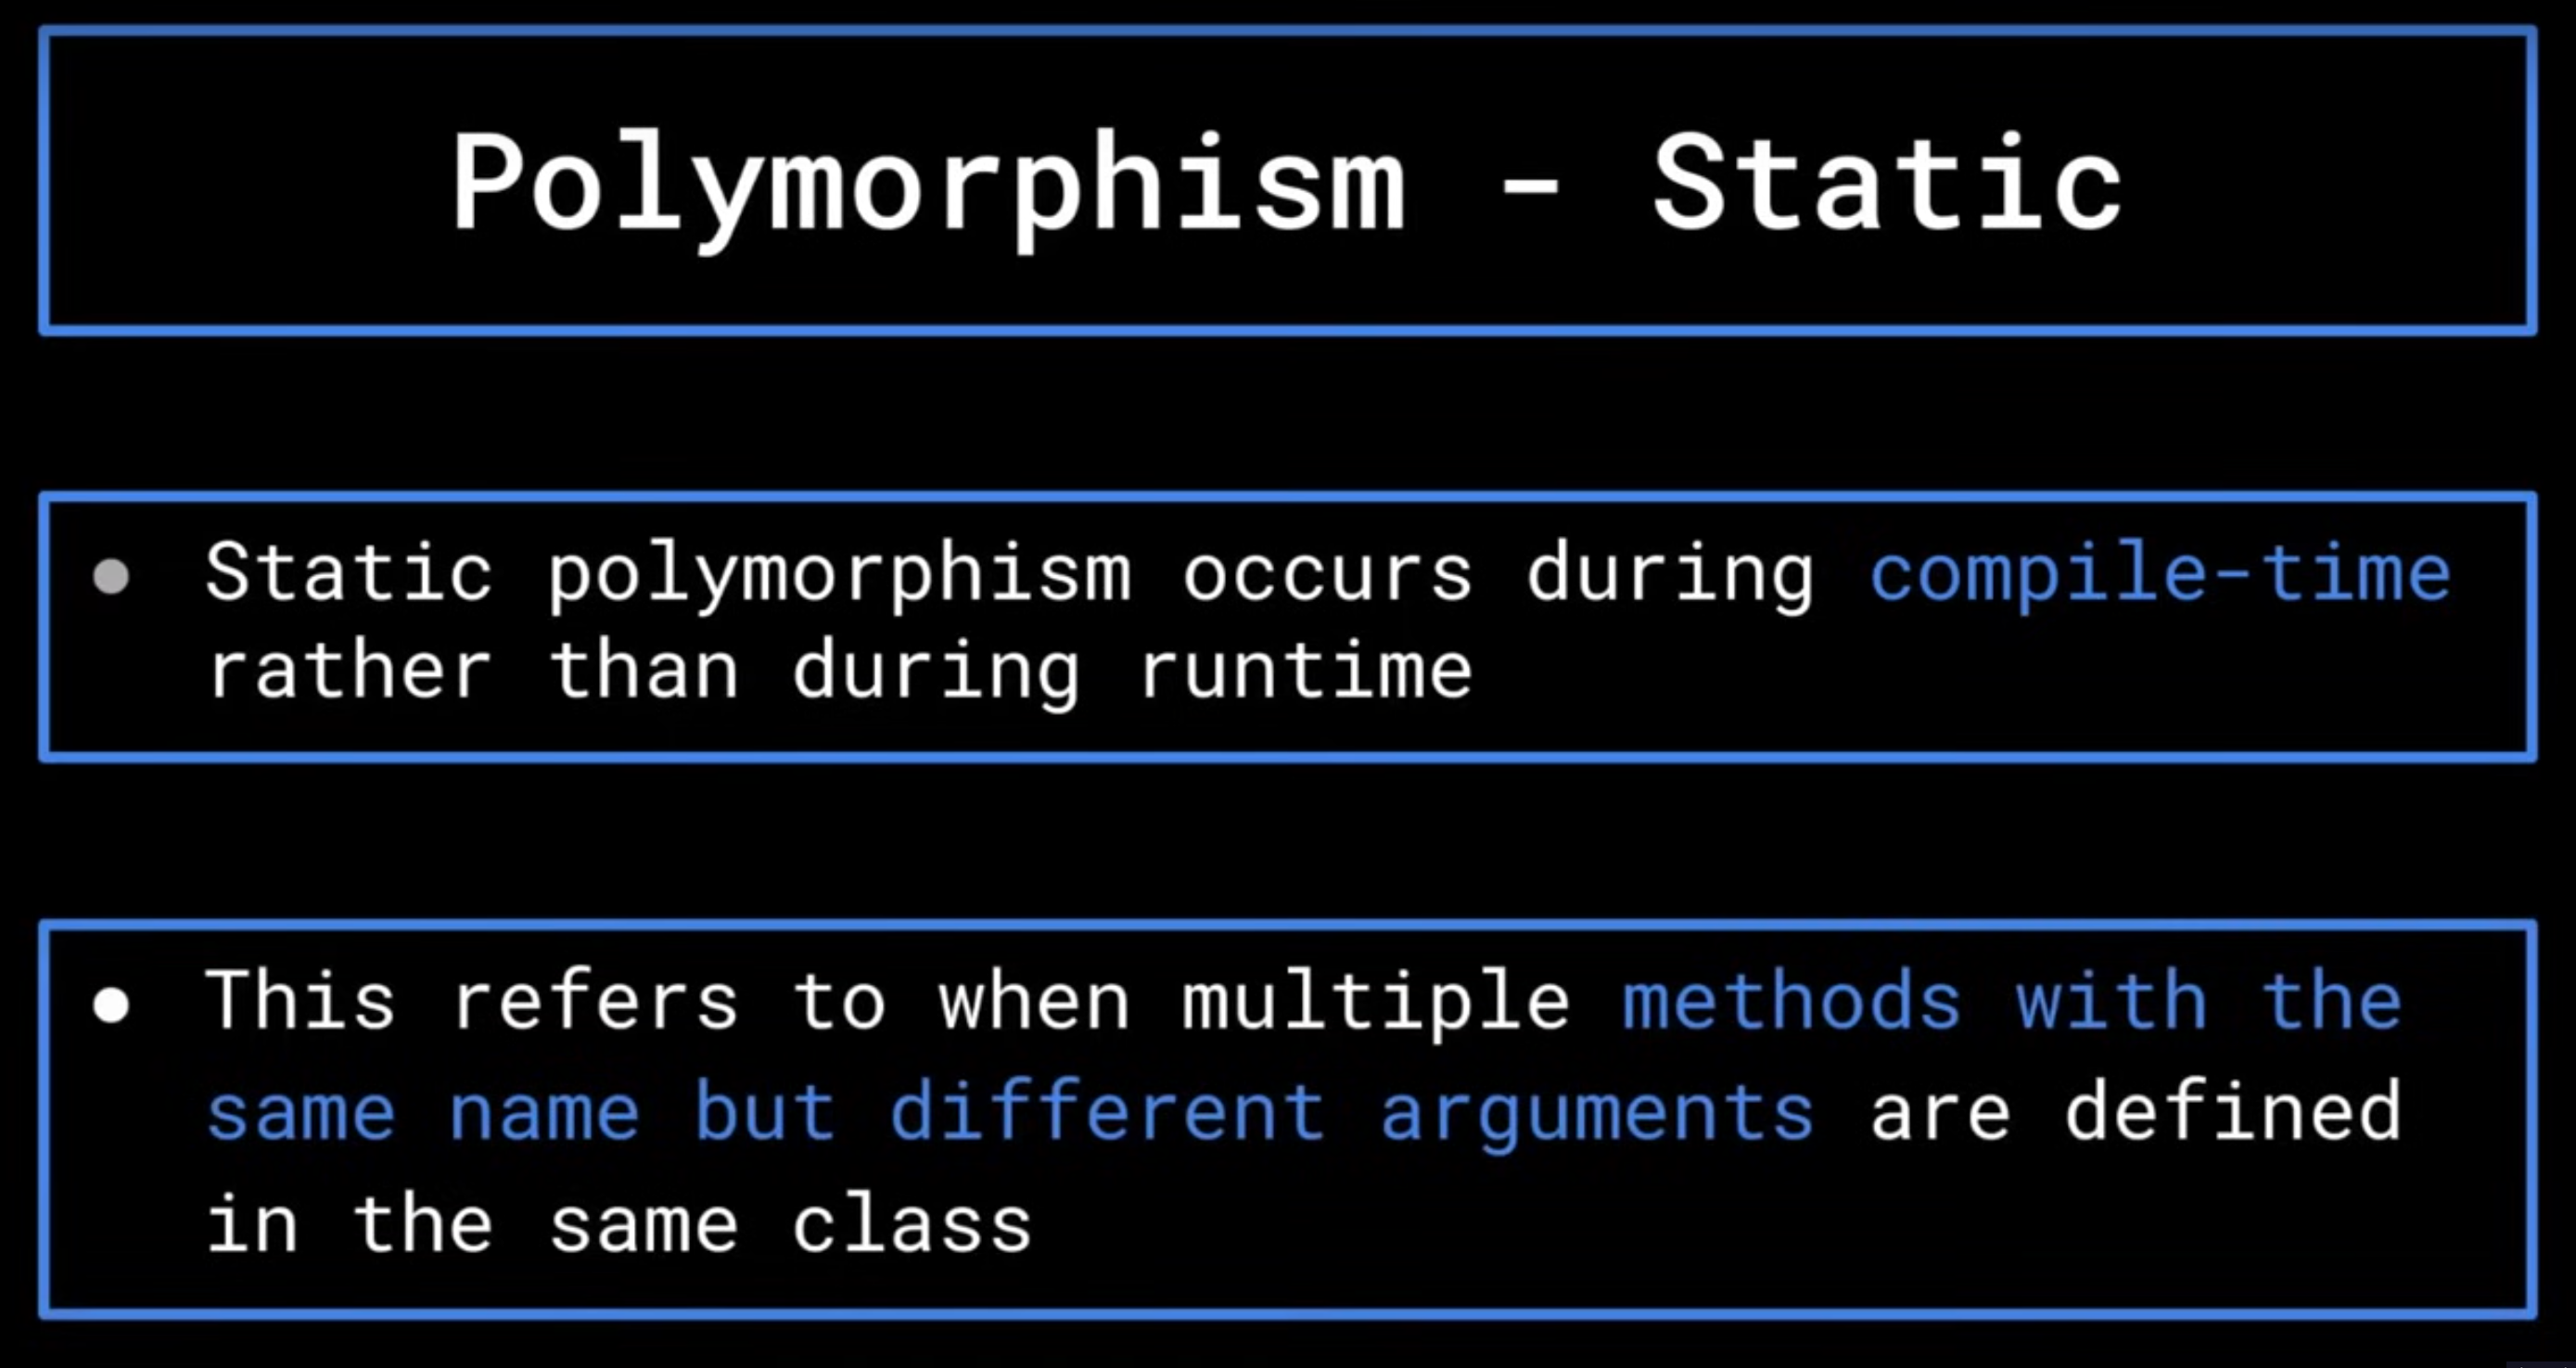 Polymorphism - Static
• Static polymorphism occurs during compile-time
rather than during runtime
• This refers to when multiple methods with the
same name but different arguments are defined
in the same class